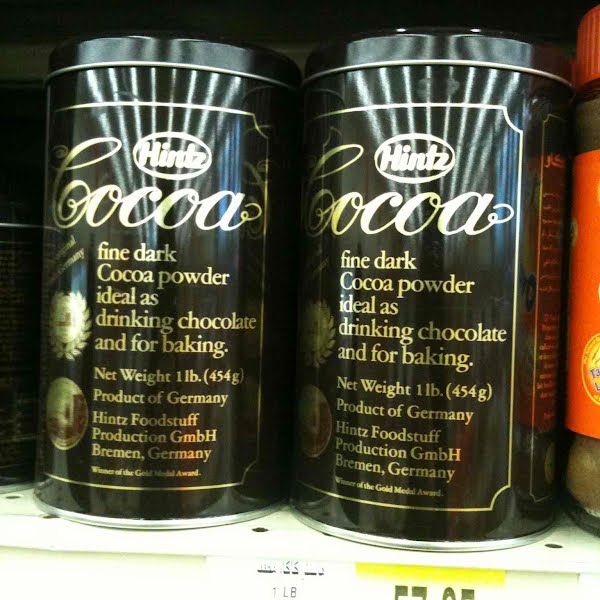 Hintz
Cocoa
fine dark
Cocoa powder
ideal as
drinking chocolate
and for baking.
Net Weight 1 lb. (454 g)
Product of Germany
Hintz Foodstuff
Production GmbH
Bremen, Germany
Winner of the Gold Medal Award.
Hintz
Cocoa
fine dark
Cocoa powder
ideal as
drinking chocolate
and for baking.
Net Weight 1 lb. (454 g)
Product of Germany
Hintz Foodstuff
Production GmbH
Bremen, Germany
Winner of the Gold Medal Award.
1 LB